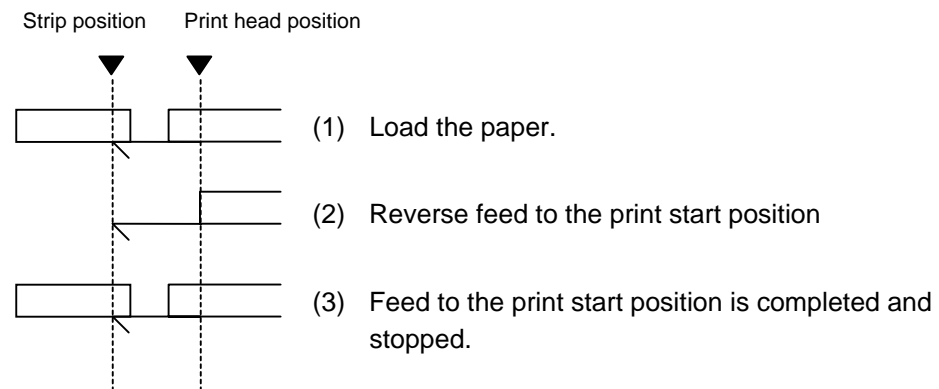 Strip position Print head position
(1) Load the paper.
(2) Reverse feed to the print start position
(3) Feed to the print start position is completed and
stopped.